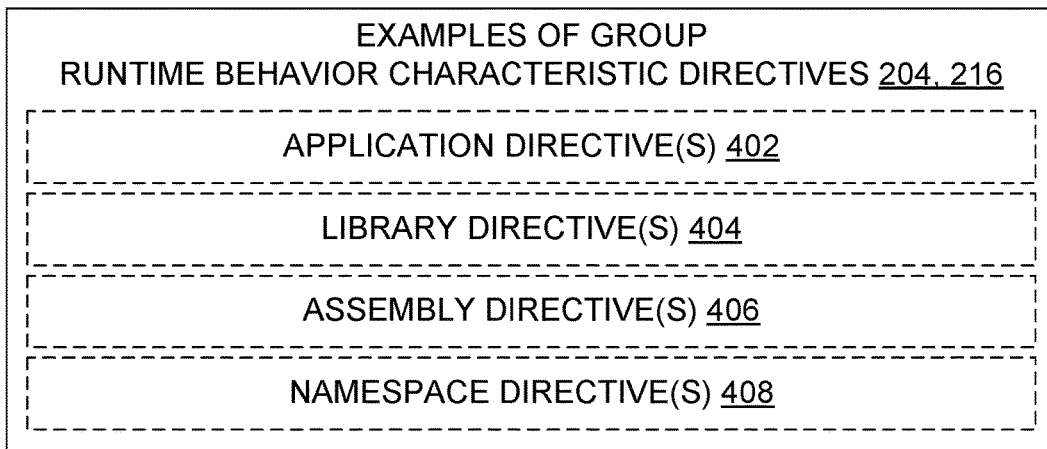 EXAMPLES OF GROUP
RUNTIME BEHAVIOR CHARACTERISTIC DIRECTIVES 204, 216
APPLICATION DIRECTIVE(S) 402
LIBRARY DIRECTIVE(S) 404
ASSEMBLY DIRECTIVE(S) 406
NAMESPACE DIRECTIVE(S) 408